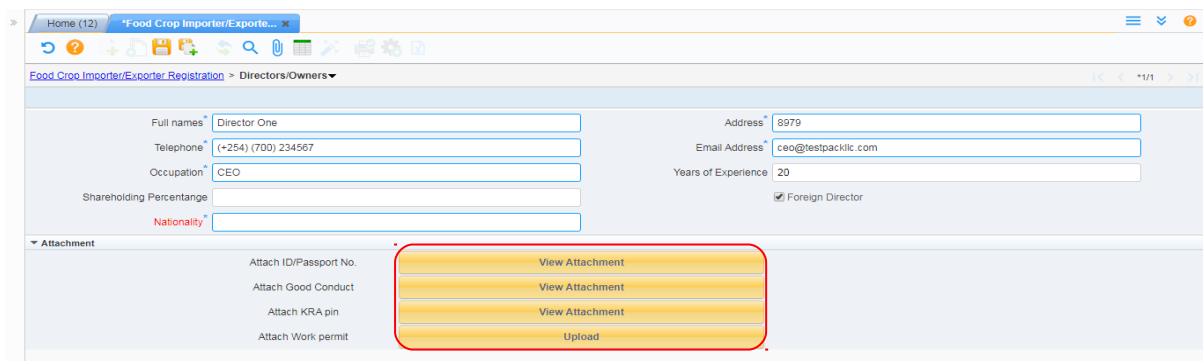 Home (12) *Food Crop Importer/Exporte...
Food Crop Importer/Exporter Registration > Directors/Owners
*1/1
Full names* Director One Address* 8979
Telephone* (+254) (700) 234567 Email Address* ceo@testpackllc.com
Occupation* CEO Years of Experience 20
Shareholding Percentange Foreign Director
Nationality*
Attachment
Attach ID/Passport No. View Attachment
Attach Good Conduct View Attachment
Attach KRA pin View Attachment
Attach Work permit Upload